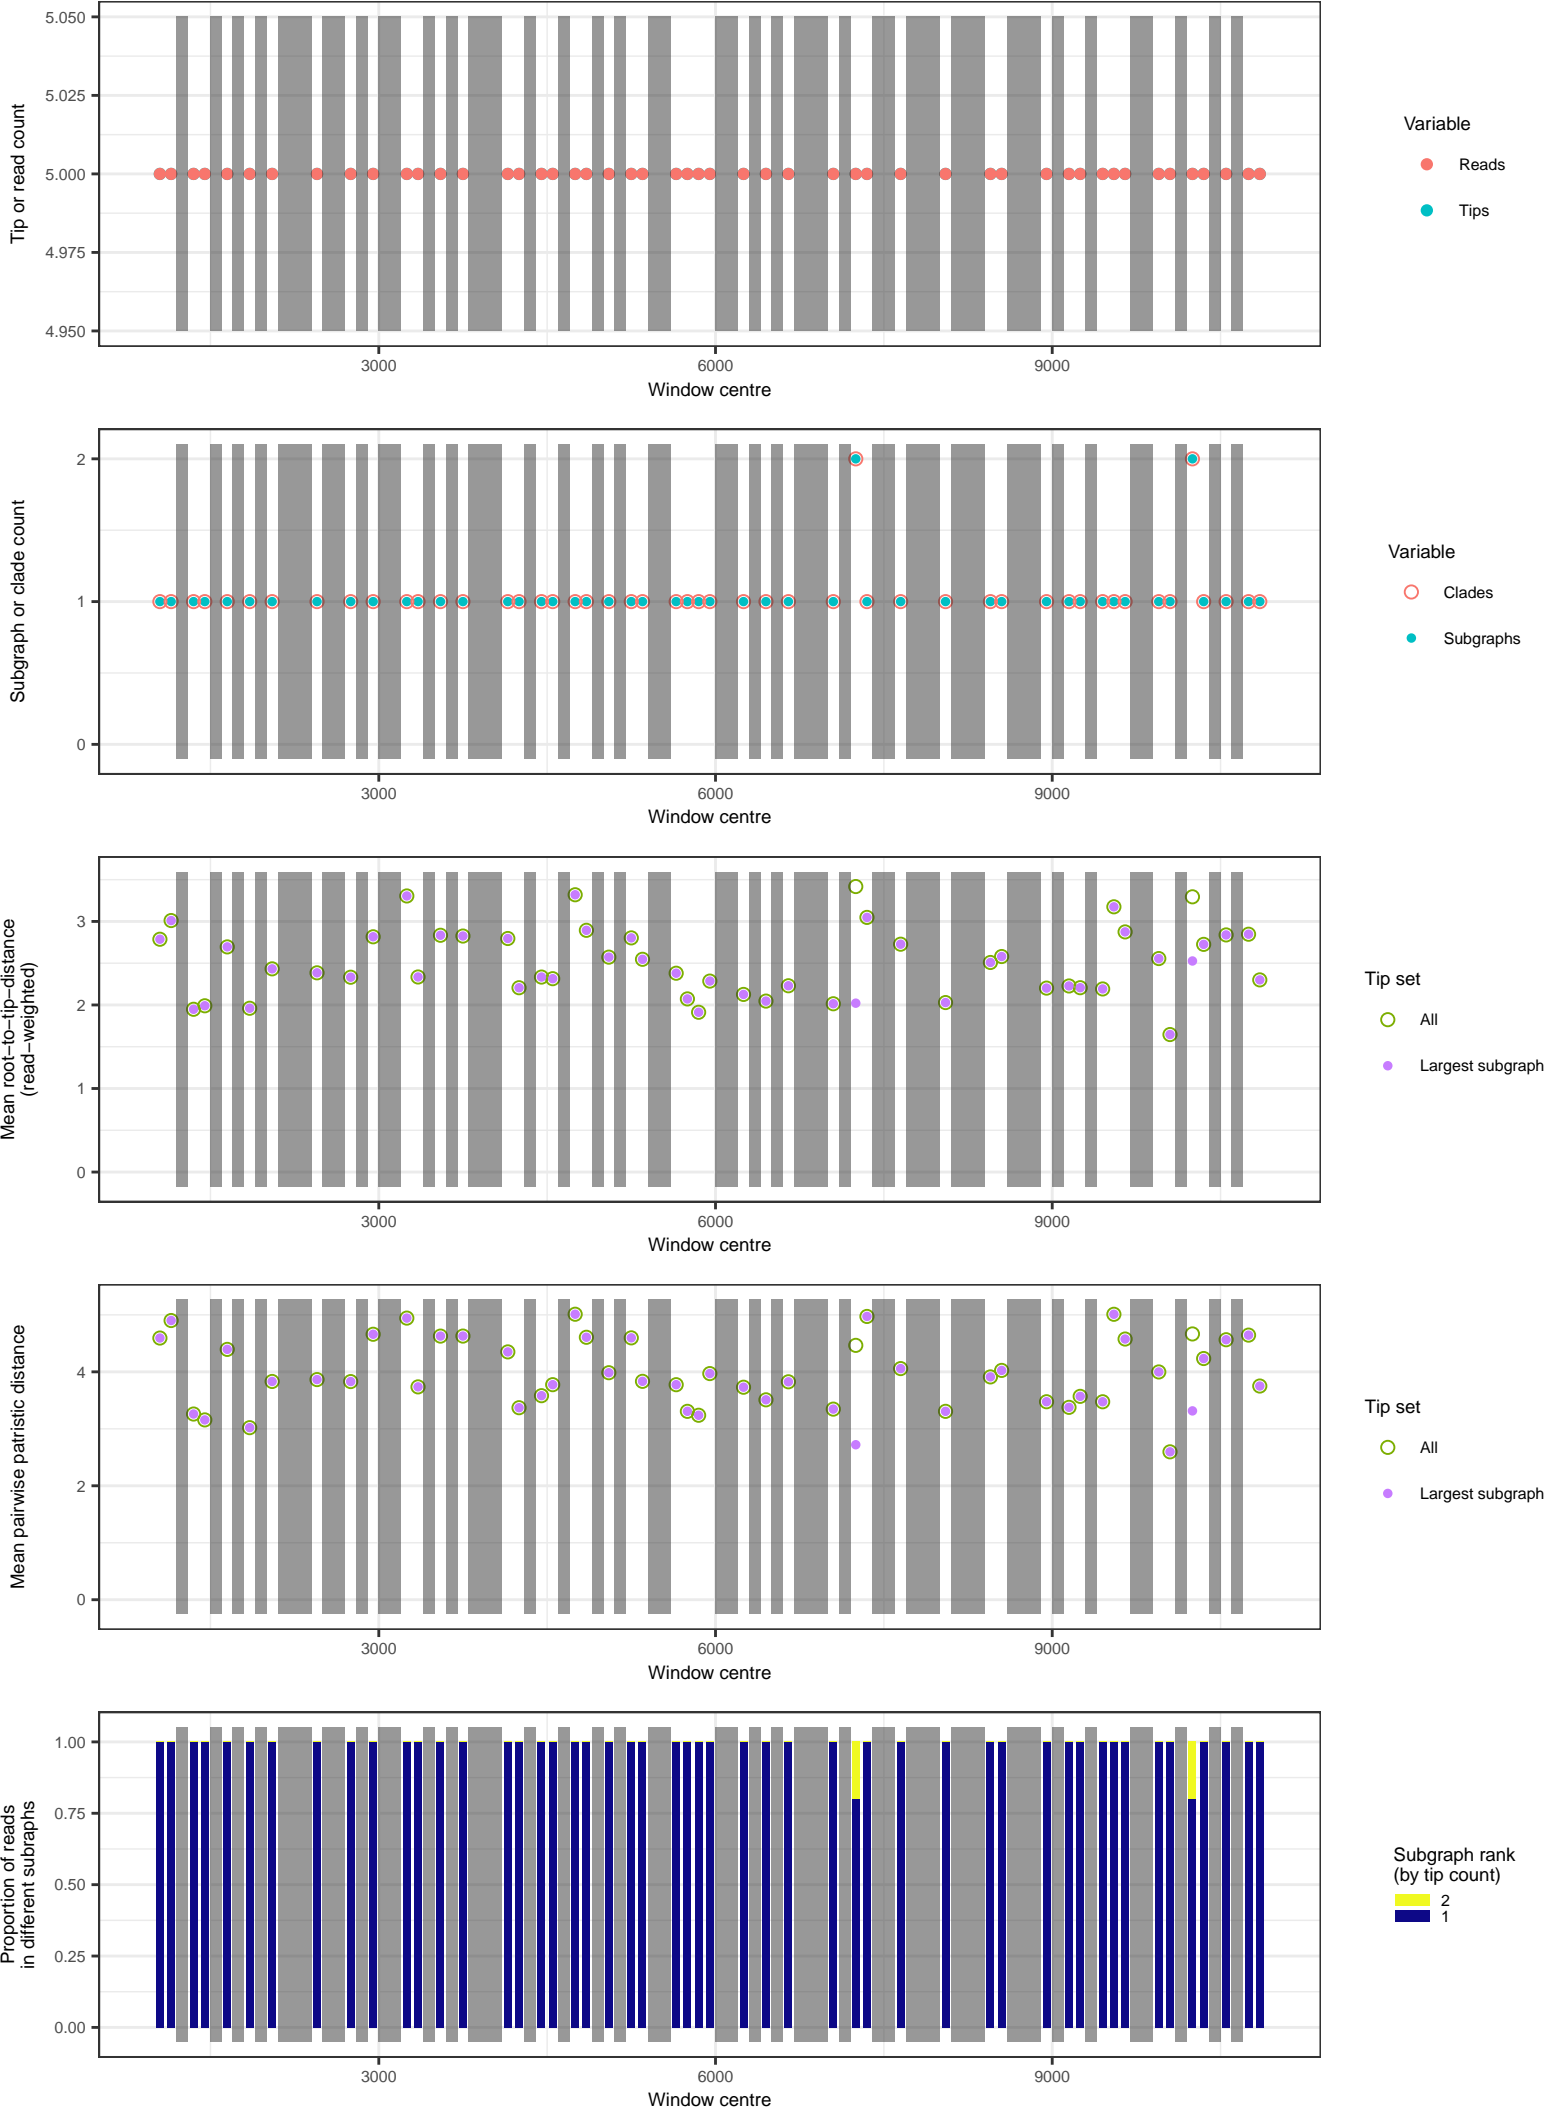 5.050
5.025
5.000
4.975
4.950
Tip or read count
3000 6000 9000
Window centre
Variable
Reads
Tips
2
1
0
Subgraph or clade count
3000 6000 9000
Window centre
Variable
Clades
Subgraphs
3
2
1
0
Mean root−to−tip−distance
(read−weighted)
3000 6000 9000
Window centre
Tip set
All
Largest subgraph
4
2
0
Mean pairwise patristic distance
3000 6000 9000
Window centre
Tip set
All
Largest subgraph
1.00
0.75
0.50
0.25
0.00
Proportion of reads
in different subraphs
3000 6000 9000
Window centre
Subgraph rank
(by tip count)
2
1